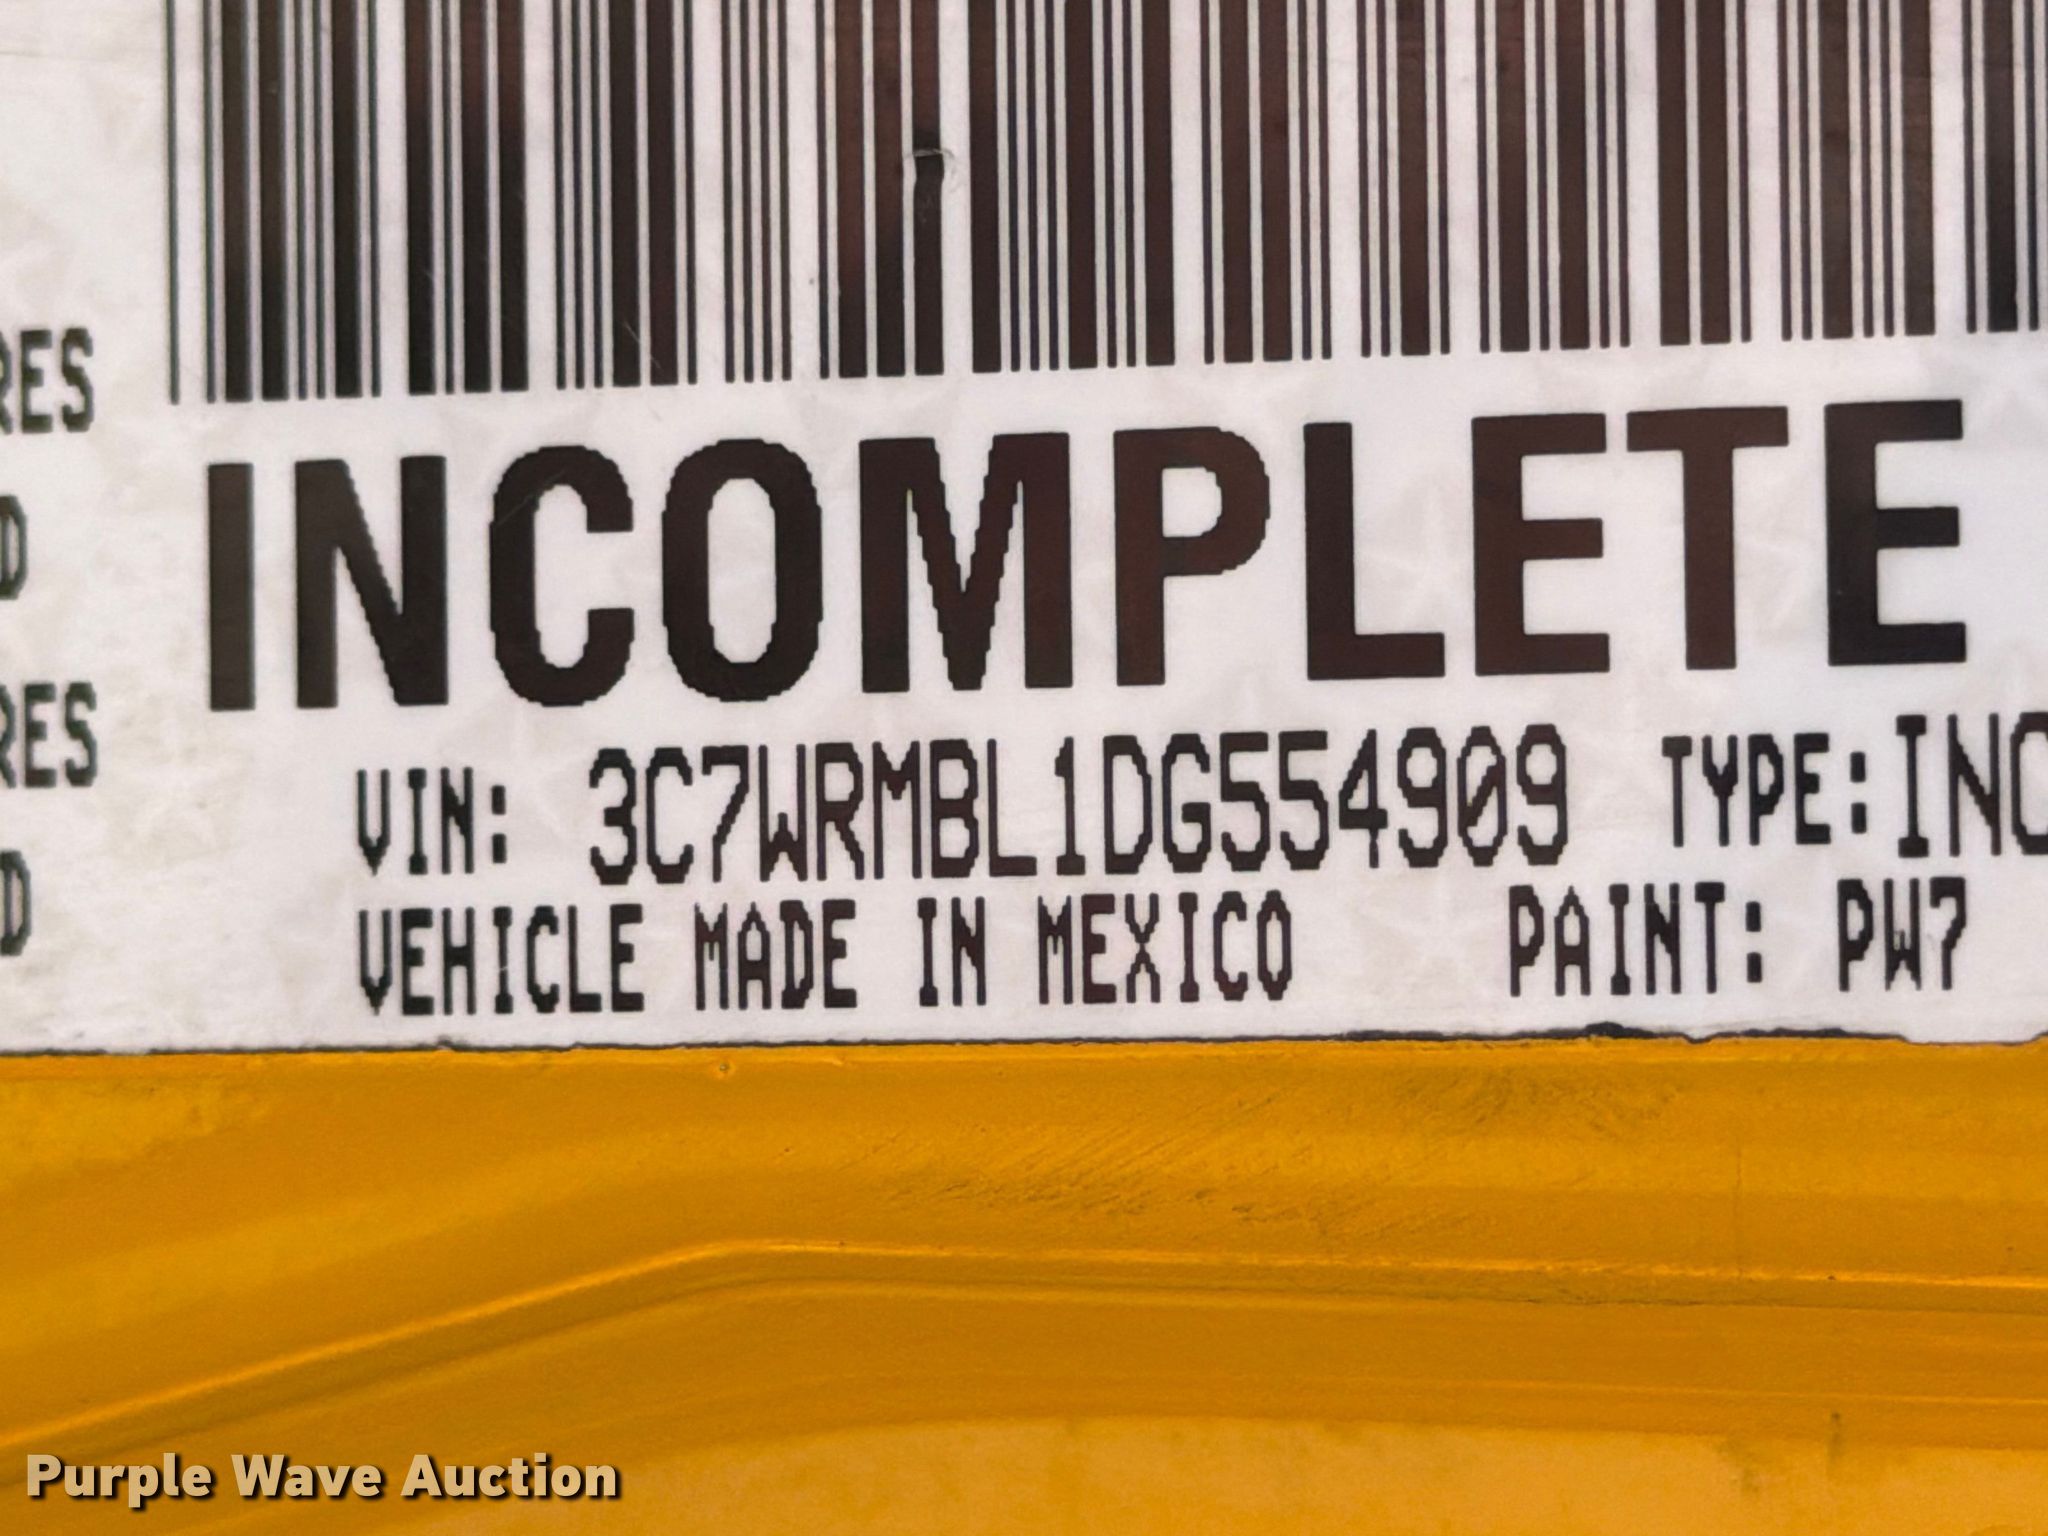 RES
INCOMPLETE
D
RES
VIN: 3C7WRMBL1DG554909 TYPE: INC
D
VEHICLE MADE IN MEXICO PAINT: PW7
Purple Wave Auction